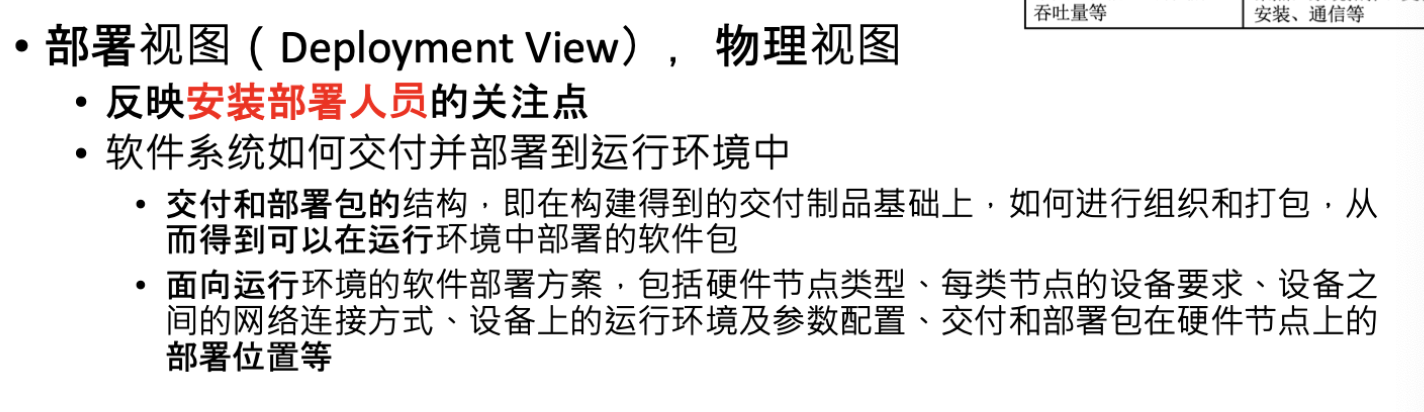 吞吐量等
安装、通信等
• 部署视图（Deployment View），物理视图
• 反映安装部署人员的关注点
• 软件系统如何交付并部署到运行环境中
• 交付和部署包的结构，即在构建得到的交付制品基础上，如何进行组织和打包，从
而得到可以在运行环境中部署的软件包
• 面向运行环境的软件部署方案，包括硬件节点类型、每类节点的设备要求、设备之
间的网络连接方式、设备上的运行环境及参数配置、交付和部署包在硬件节点上的
部署位置等